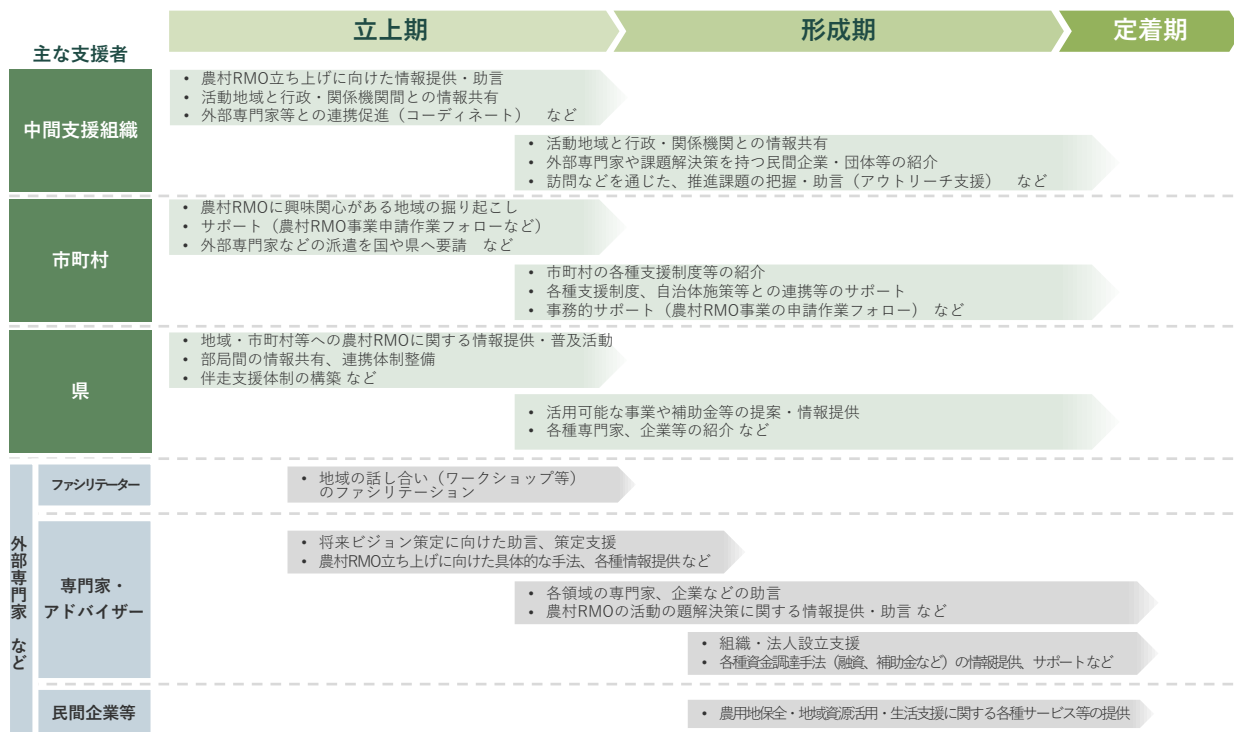 立上期
形成期
定着期
主な支援者
中間支援組織
• 農村RMO立ち上げに向けた情報提供・助言
• 活動地域と行政・関係機関間との情報共有
• 外部専門家等との連携促進（コーディネート）　など
• 活動地域と行政・関係機関との情報共有
• 外部専門家や課題解決策を持つ民間企業・団体等の紹介
• 訪問などを通じた、推進課題の把握・助言（アウトリーチ支援）　など
市町村
• 農村RMOに興味関心がある地域の掘り起こし
• サポート（農村RMO事業申請作業フォローなど）
• 外部専門家などの派遣を国や県へ要請　など
• 市町村の各種支援制度等の紹介
• 各種支援制度、自治体施策等との連携等のサポート
• 事務的サポート（農村RMO事業の申請作業フォロー）　など
県
• 地域・市町村等への農村RMOに関する情報提供・普及活動
• 部局間の情報共有、連携体制整備
• 伴走支援体制の構築 など
• 活用可能な事業や補助金等の提案・情報提供
• 各種専門家、企業等の紹介 など
外部専門家　など
ファシリテーター
• 地域の話し合い（ワークショップ等）
のファシリテーション
専門家・
アドバイザー
• 将来ビジョン策定に向けた助言、策定支援
• 農村RMO立ち上げに向けた具体的な手法、各種情報提供など
• 各領域の専門家、企業などの助言
• 農村RMOの活動の題解決策に関する情報提供・助言 など
• 組織・法人設立支援
• 各種資金調達手法（融資、補助金など）の情報提供、サポートなど
民間企業等
• 農用地保全・地域資源活用・生活支援に関する各種サービス等の提供